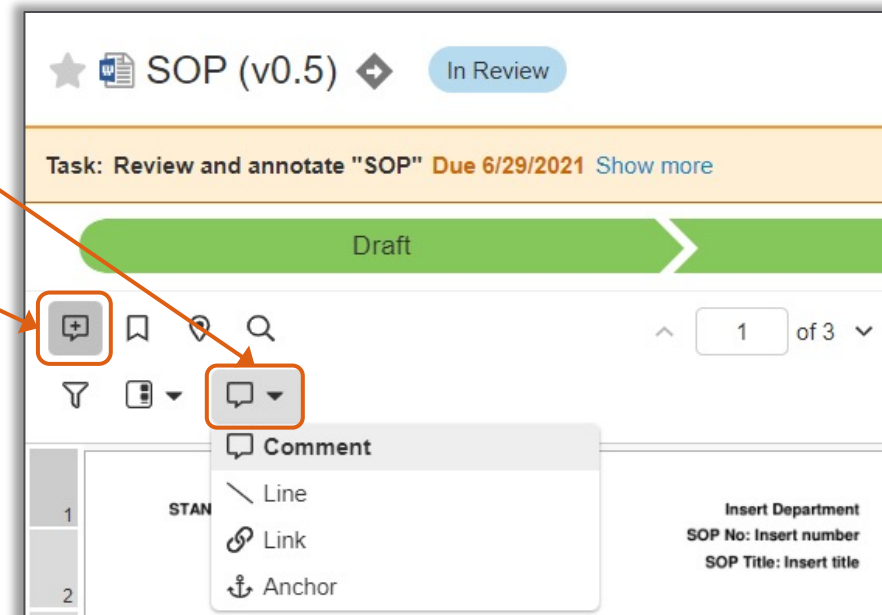 SOP (v0.5) In Review
Task: Review and annotate "SOP" Due 6/29/2021 Show more
Draft
1 of 3
Comment
Line
Link
Anchor
1
STAN
Insert Department
SOP No: Insert number
SOP Title: Insert title
2